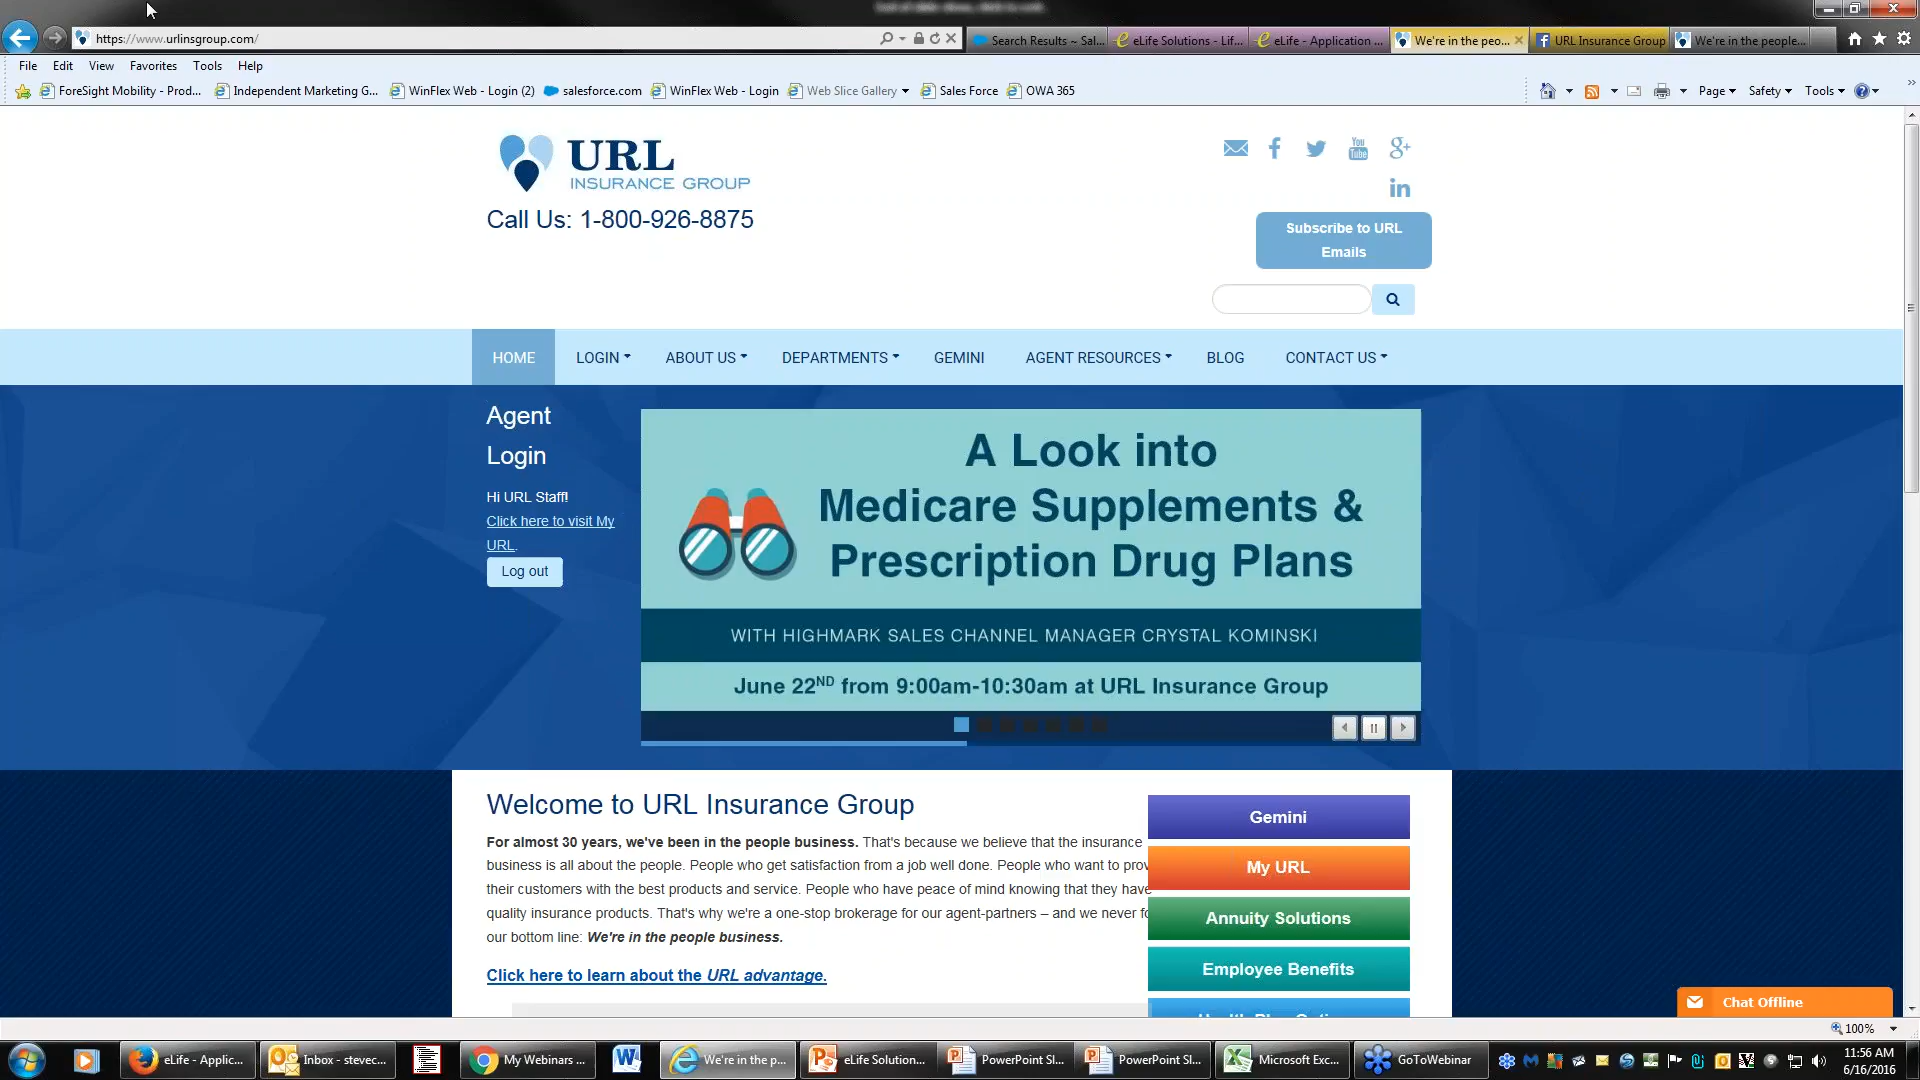 https://www.urlinsgroup.com/
Search Results ~ Sal...
eLife Solutions - Lif...
eLife - Application ...
We're in the peo...
URL Insurance Group
We're in the people...
File Edit View Favorites Tools Help
ForeSight Mobility - Prod...
Independent Marketing G...
WinFlex Web - Login (2)
salesforce.com
WinFlex Web - Login
Web Slice Gallery
Sales Force
OWA 365
Page Safety Tools
URL
INSURANCE GROUP
Call Us: 1-800-926-8875
You
Tube
g+
in
Subscribe to URL
Emails
HOME LOGIN ABOUT US DEPARTMENTS GEMINI AGENT RESOURCES BLOG CONTACT US
Agent
Login
Hi URL Staff!
Click here to visit My
URL.
Log out
A Look into
Medicare Supplements &
Prescription Drug Plans
WITH HIGHMARK SALES CHANNEL MANAGER CRYSTAL KOMINSKI
June 22ND from 9:00am-10:30am at URL Insurance Group
Welcome to URL Insurance Group
For almost 30 years, we've been in the people business. That's because we believe that the insurance
business is all about the people. People who get satisfaction from a job well done. People who want to prov
their customers with the best products and service. People who have peace of mind knowing that they have
quality insurance products. That's why we're a one-stop brokerage for our agent-partners – and we never fo
our bottom line: We're in the people business.
Click here to learn about the URL advantage.
Gemini
My URL
Annuity Solutions
Employee Benefits
Chat Offline
100%
eLife - Applic...
Inbox - stevec...
My Webinars ...
We're in the p...
eLife Solution...
PowerPoint Sl...
PowerPoint Sl...
Microsoft Exc...
GoToWebinar
11:56 AM
6/16/2016